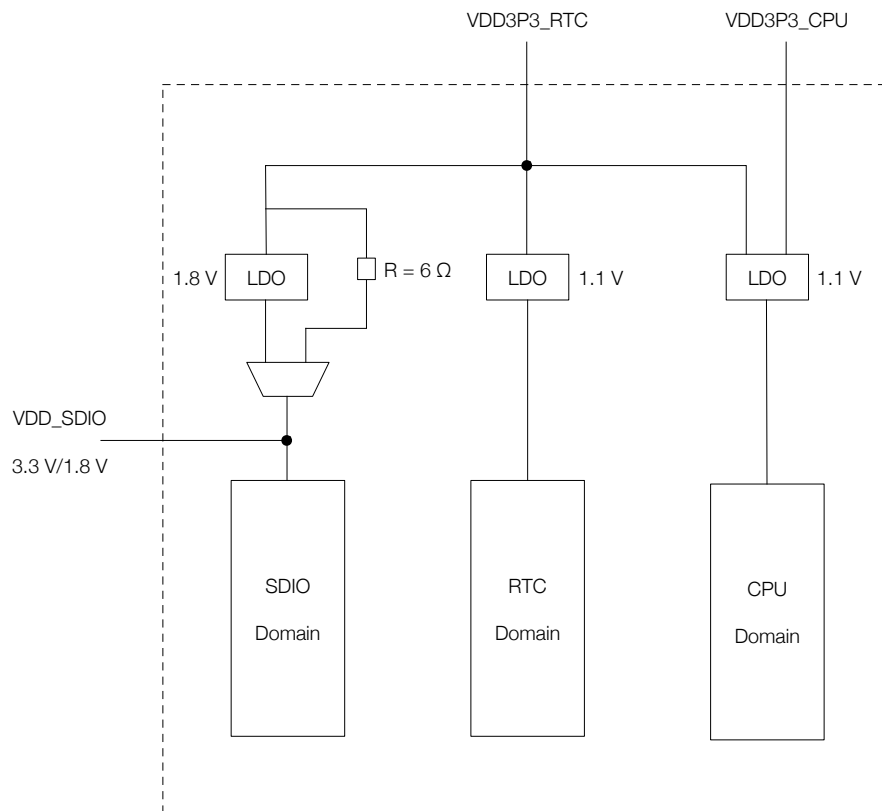 VDD3P3_RTC
VDD3P3_CPU
1.8 V
LDO
R = 6 Ω
LDO
1.1 V
LDO
1.1 V
VDD_SDIO
3.3 V/1.8 V
SDIO
Domain
RTC
Domain
CPU
Domain